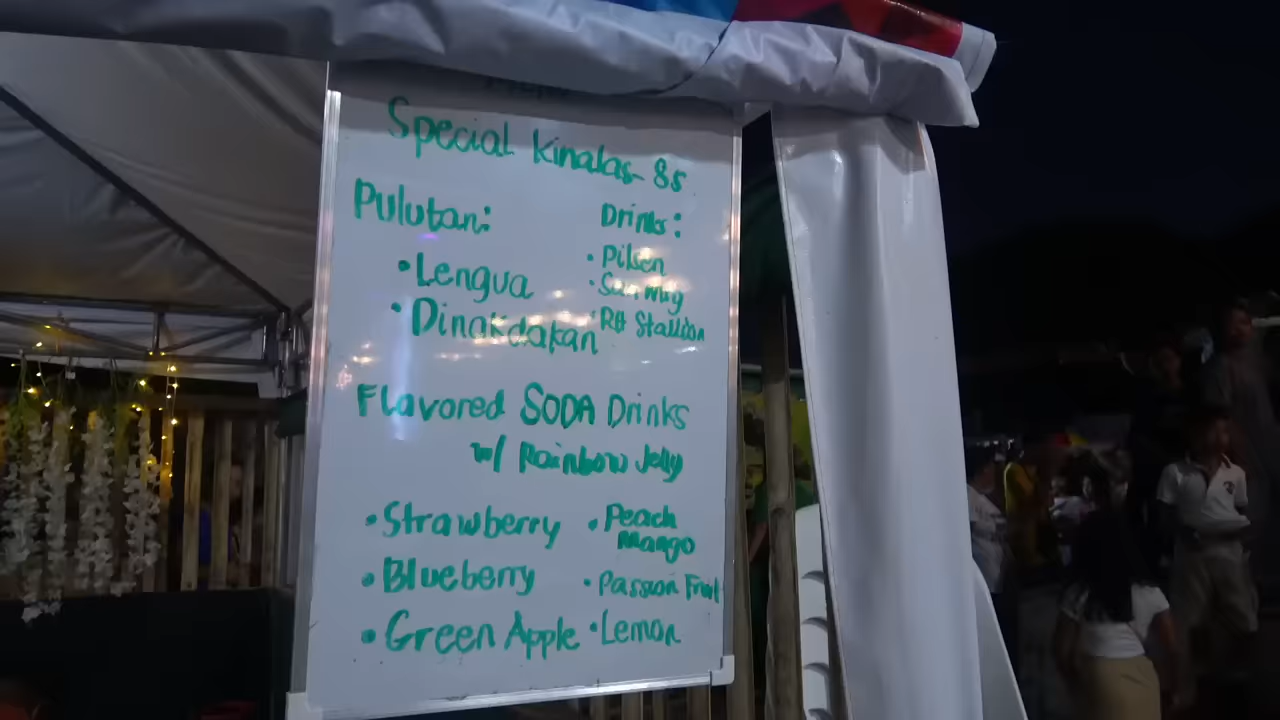 Special Kinalas- 85
Pulutan:
• Lengua
• Dinakdakan
Drinks:
• Pilsen
• San mig
• RH Stallion
Flavored SODA Drinks
w/ Rainbow Jelly
• Strawberry
• Blueberry
• Green Apple
• Peach
Mango
• Passion Fruit
• Lemon